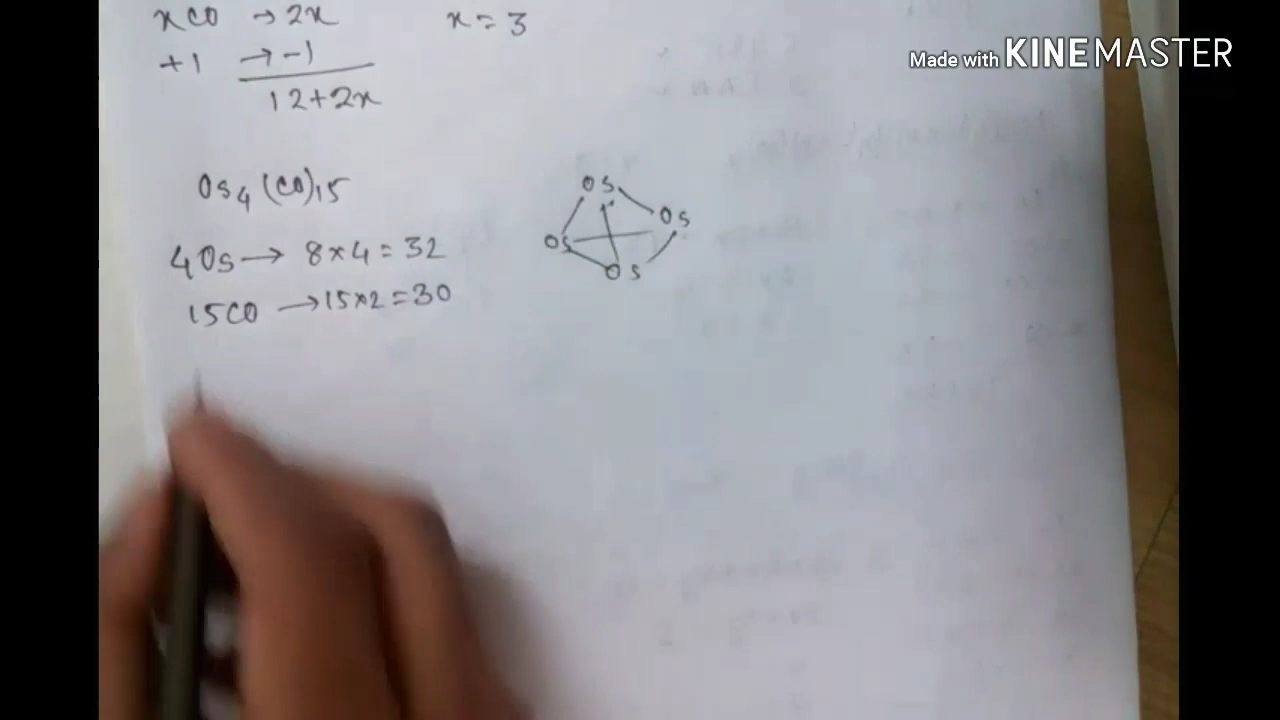 xCO → 2x
x = 3
+1 → -1
12+2x
Made with KINEMASTER
Os4 (CO)15
4Os → 8×4 = 32
15CO → 15×2 = 30
Os
Os
Os
Os